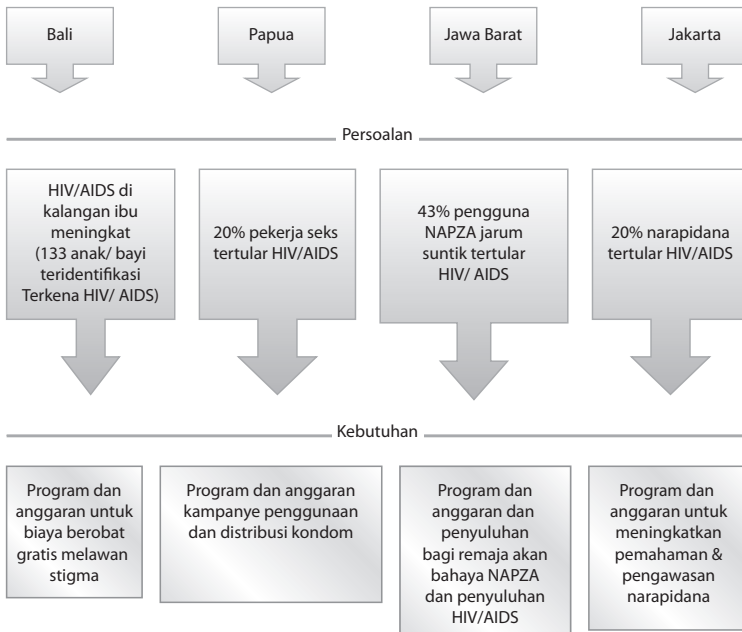 Bali
Papua
Jawa Barat
Jakarta
Persoalan
HIV/AIDS di
kalangan ibu
meningkat
(133 anak/ bayi
teridentifikasi
Terkena HIV/ AIDS)
20% pekerja seks
tertular HIV/AIDS
43% pengguna
NAPZA jarum
suntik tertular
HIV/ AIDS
20% narapidana
tertular HIV/AIDS
Kebutuhan
Program dan
anggaran untuk
biaya berobat
gratis melawan
stigma
Program dan anggaran
kampanye penggunaan
dan distribusi kondom
Program dan
anggaran dan
penyuluhan
bagi remaja akan
bahaya NAPZA
dan penyuluhan
HIV/AIDS
Program dan
anggaran untuk
meningkatkan
pemahaman &
pengawasan
narapidana